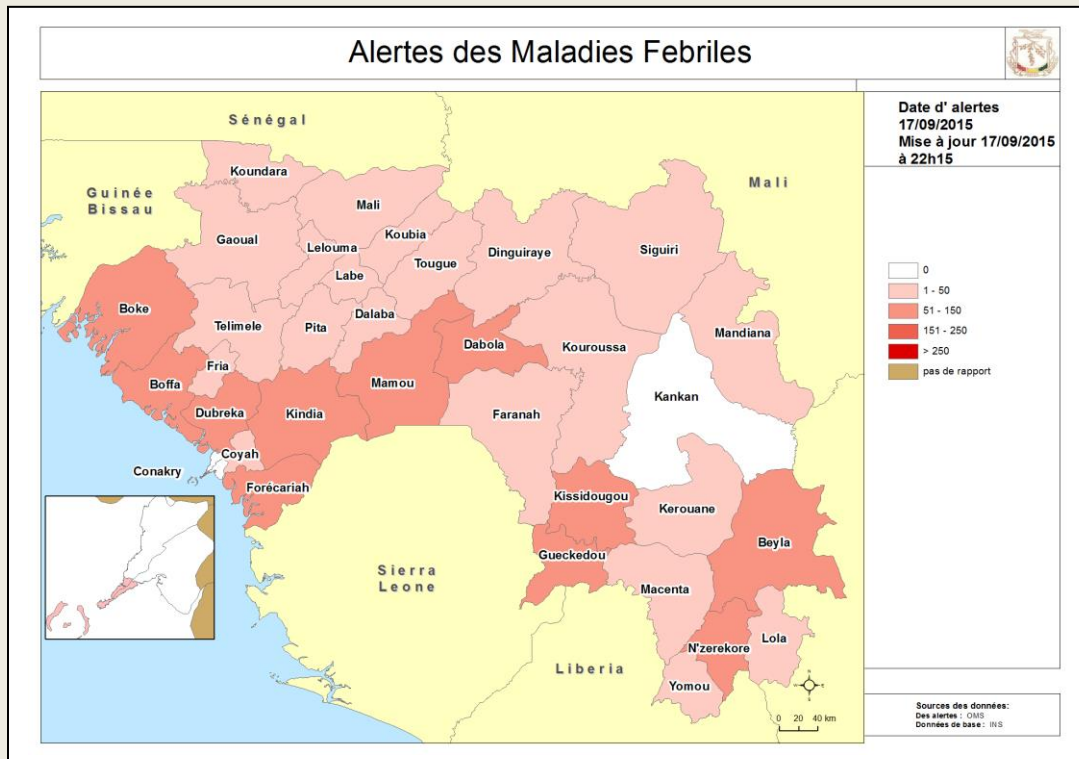 Alertes des Maladies Febriles
Date d' alertes
17/09/2015
Mise à jour 17/09/2015
à 22h15
Sénégal
Guinée
Bissau
Mali
Koundara
Mali
Gaoual
Koubia
Lelouma
Dinguiraye
Siguiri
Tougue
Labe
Boke
Telimele
Pita
Dalaba
Mandiana
Dabola
Kouroussa
Fria
Boffa
Mamou
Kankan
Dubreka
Kindia
Faranah
Coyah
Conakry
Forécariah
Kissidougou
Kerouane
Beyla
Gueckedou
Sierra
Leone
Macenta
Lola
N'zerekore
Liberia
Yomou
0 20 40 km
0
1 - 50
51 - 150
151 - 250
> 250
pas de rapport
Sources des données:
Des alertes : OMS
Données de base : INS